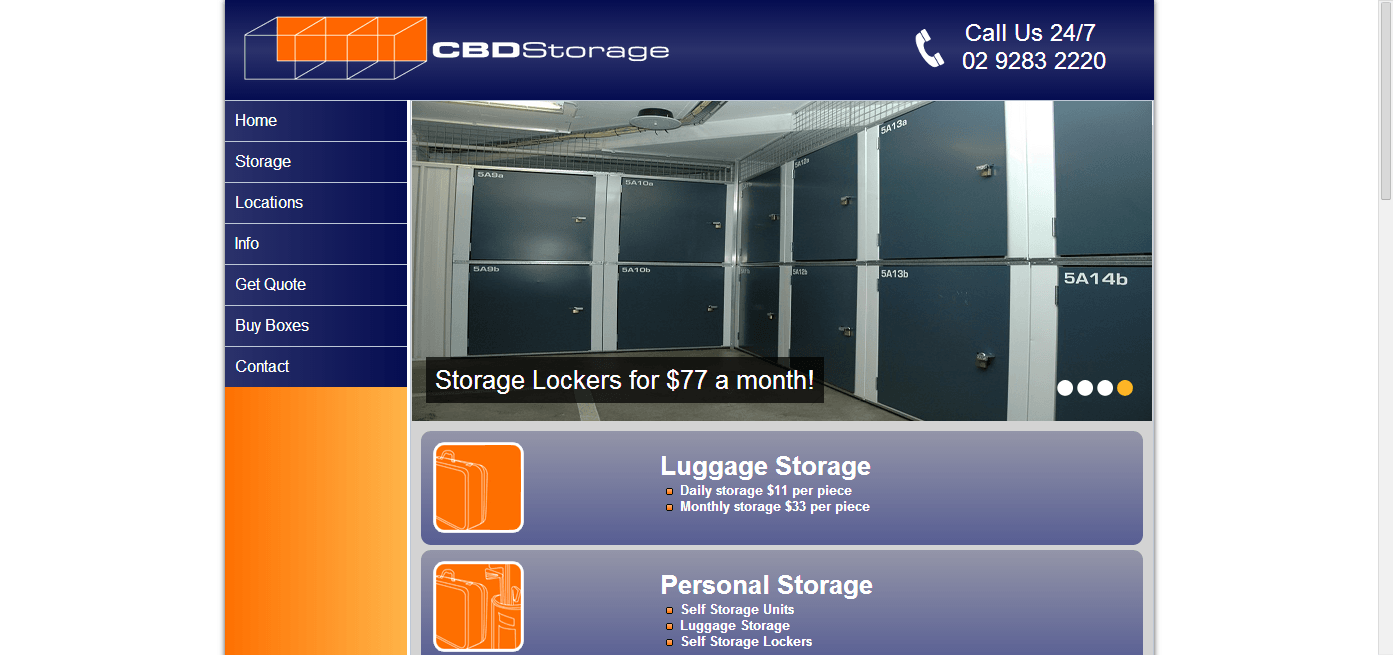 CBDStorage
Call Us 24/7
02 9283 2220
Home
Storage
Locations
Info
Get Quote
Buy Boxes
Contact
5A9a
5A10a
5A12a
5A13a
5A9b
5A10b
5A12b
5A13b
5A14b
Storage Lockers for $77 a month!
Luggage Storage
Daily storage $11 per piece
Monthly storage $33 per piece
Personal Storage
Self Storage Units
Luggage Storage
Self Storage Lockers